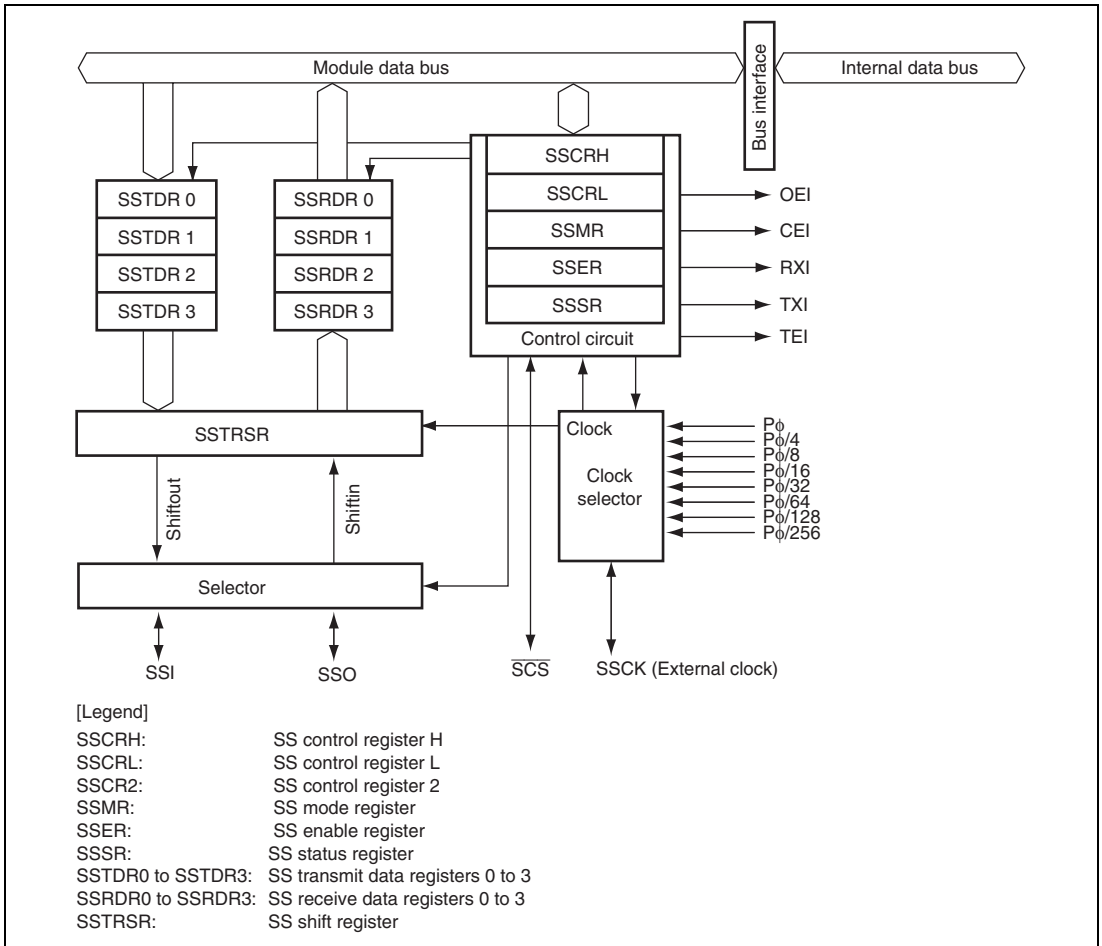 Module data bus
Bus interface
Internal data bus
SSTDR 0
SSTDR 1
SSTDR 2
SSTDR 3
SSRDR 0
SSRDR 1
SSRDR 2
SSRDR 3
SSCRH
SSCRL
SSMR
SSER
SSSR
Control circuit
OEI
CEI
RXI
TXI
TEI
SSTRSR
Clock
Clock
selector
Pϕ
Pϕ/4
Pϕ/8
Pϕ/16
Pϕ/32
Pϕ/64
Pϕ/128
Pϕ/256
Shiftout
Shiftin
Selector
SSI
SSO
SCS
SSCK (External clock)
[Legend]
SSCRH: SS control register H
SSCRL: SS control register L
SSCR2: SS control register 2
SSMR: SS mode register
SSER: SS enable register
SSSR: SS status register
SSTDR0 to SSTDR3: SS transmit data registers 0 to 3
SSRDR0 to SSRDR3: SS receive data registers 0 to 3
SSTRSR: SS shift register